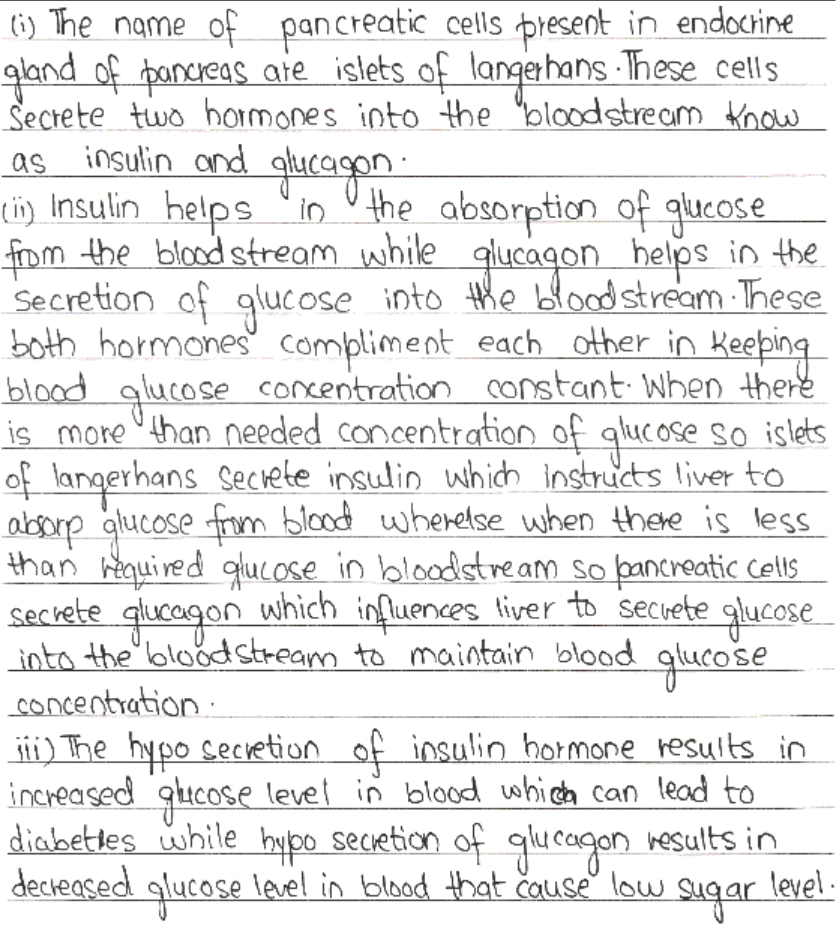 (i) The name of pancreatic cells present in endocrine
gland of pancreas are islets of langerhans. These cells
secrete two hormones into the bloodstream know
as insulin and glucagon.
(ii) Insulin helps in the absorption of glucose
from the bloodstream while glucagon helps in the
secretion of glucose into the bloodstream. These
both hormones compliment each other in keeping
blood glucose concentration constant. When there
is more than needed concentration of glucose so islets
of langerhans secrete insulin which instructs liver to
absorp glucose from blood wherelse when there is less
than required glucose in bloodstream so pancreatic cells
secrete glucagon which influences liver to secrete glucose
into the bloodstream to maintain blood glucose
concentration.
iii) The hypo secretion of insulin hormone results in
increased glucose level in blood which can lead to
diabeties while hypo secretion of glucagon results in
decreased glucose level in blood that cause low sugar level.